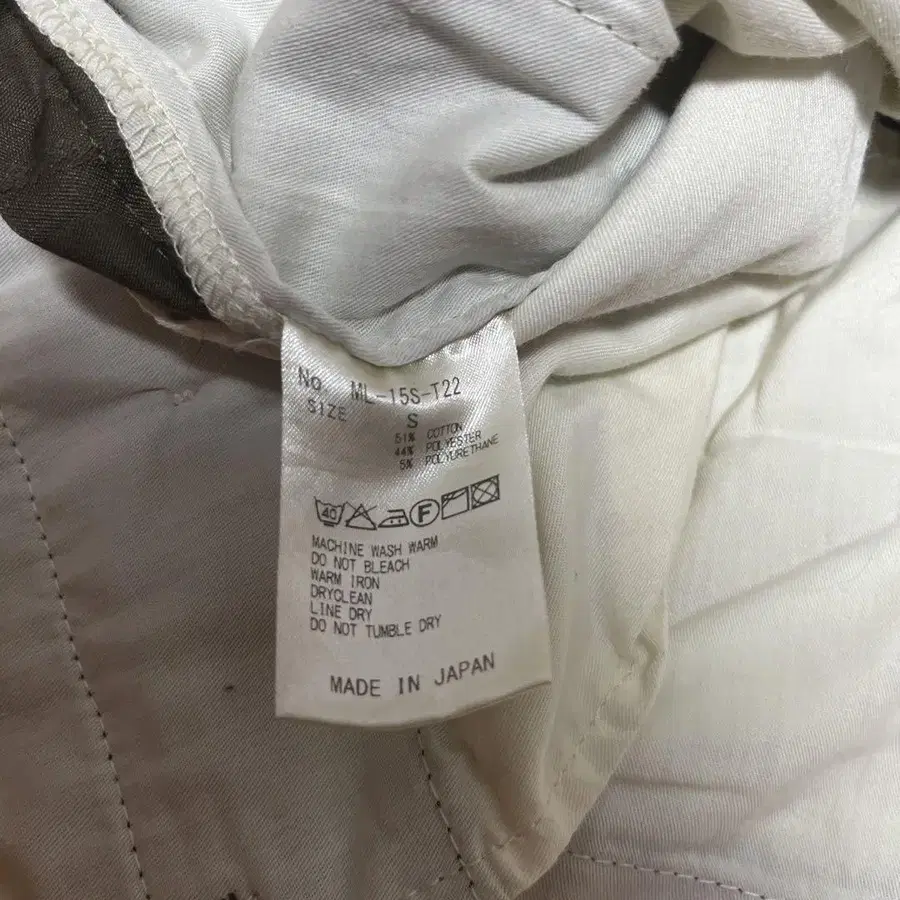 No. ML-15S-T22
SIZE S
51% COTTON
44% POLYESTER
5% POLYURETHANE
40 F
MACHINE WASH WARM
DO NOT BLEACH
WARM IRON
DRYCLEAN
LINE DRY
DO NOT TUMBLE DRY
MADE IN JAPAN